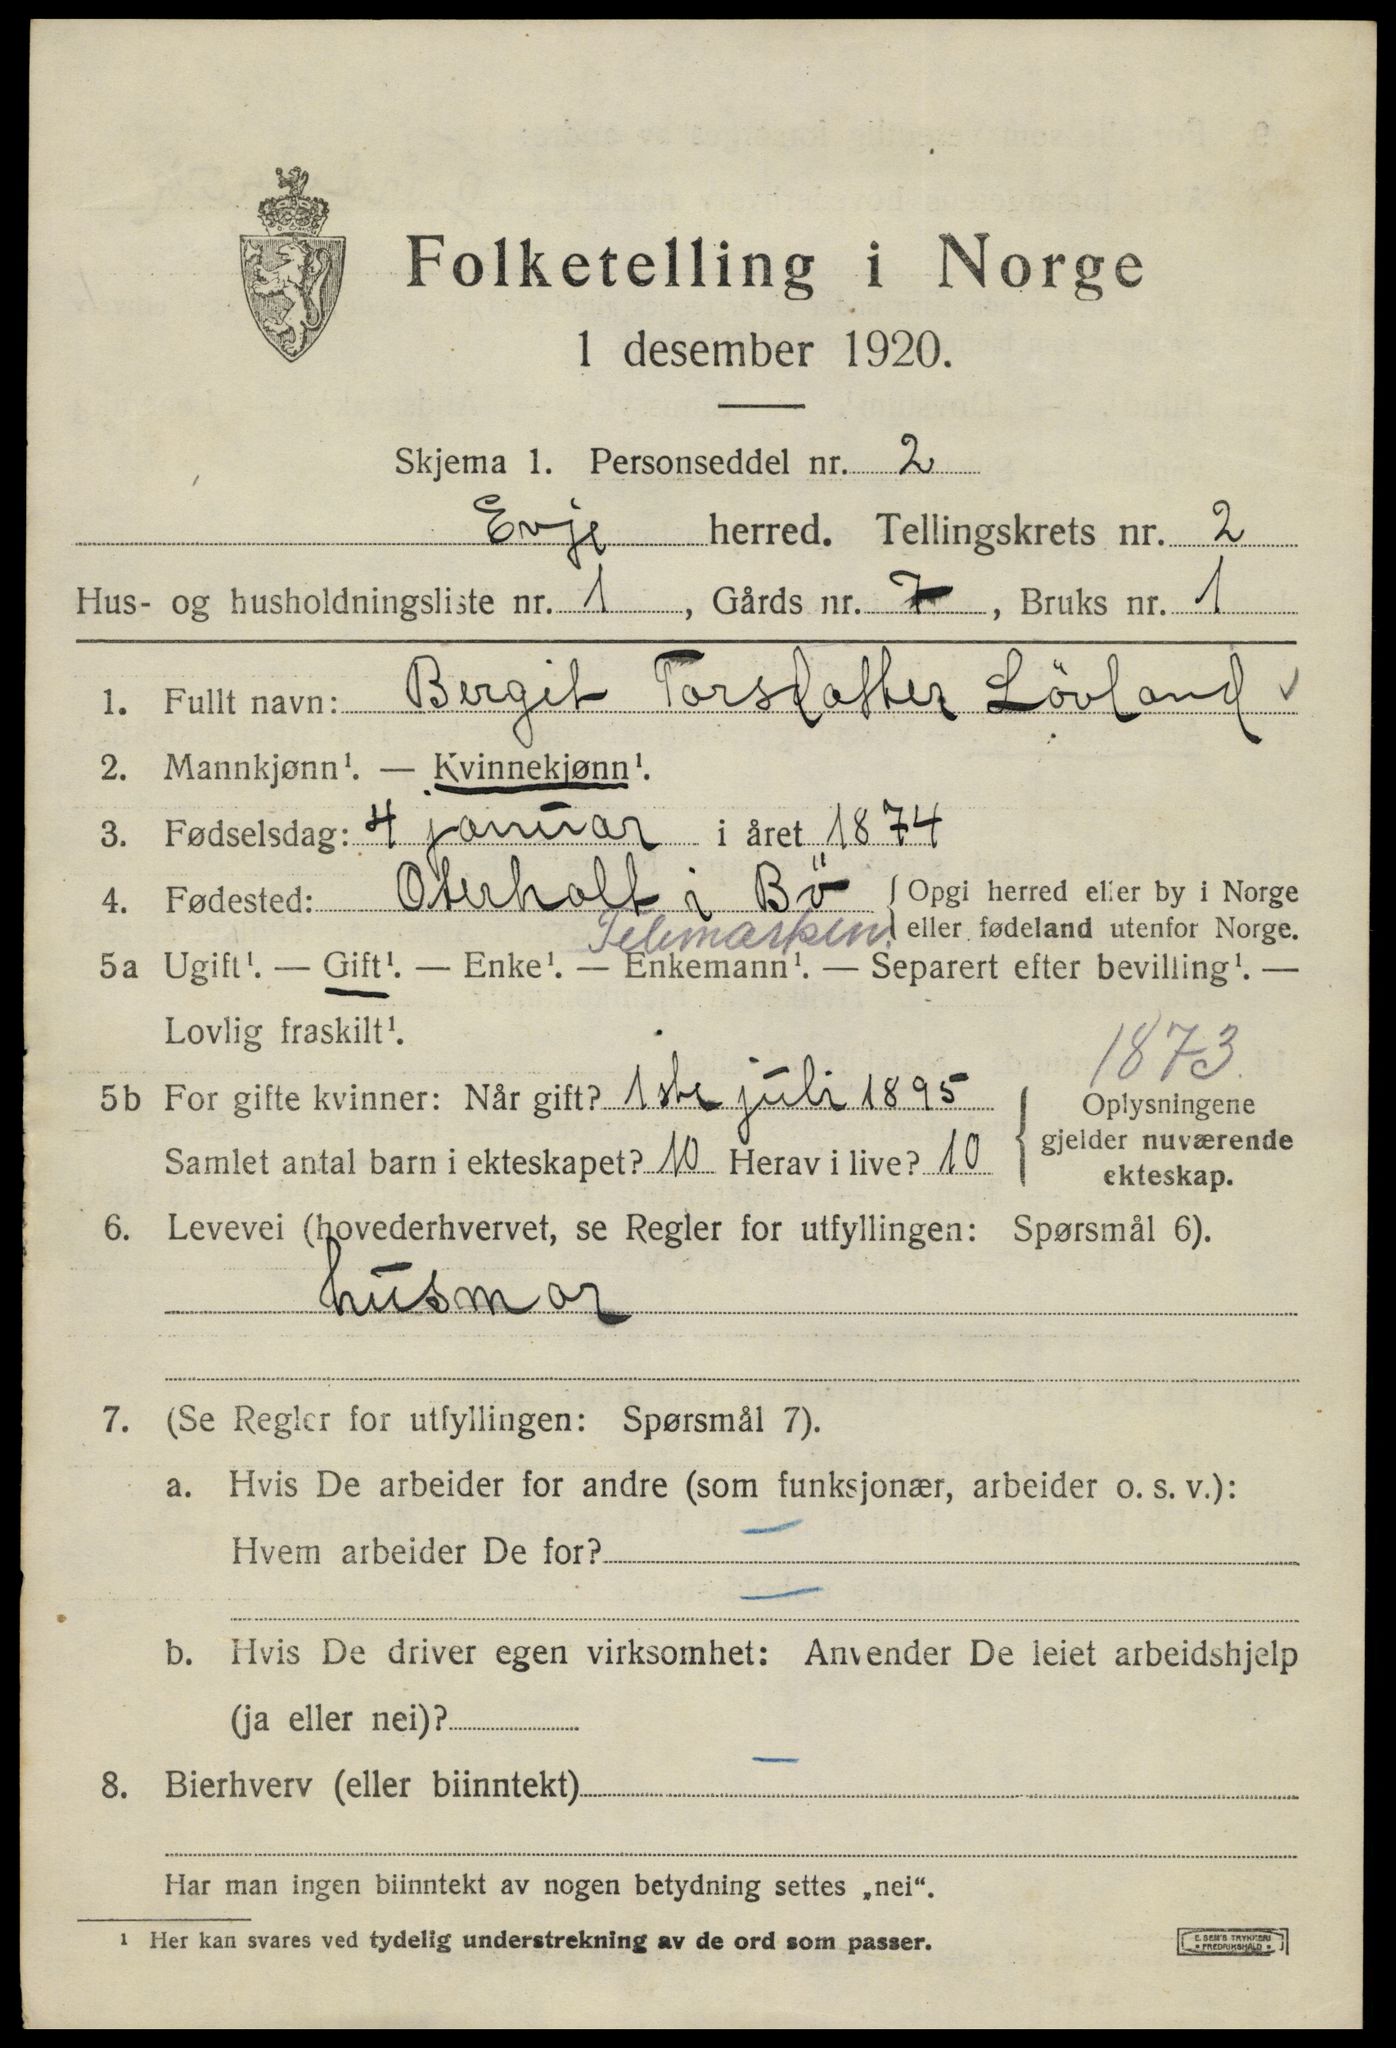 Folketelling i Norge
1 desember 1920.
Skjema 1. Personseddel nr. 2
Evje herred. Tellingskrets nr. 2
Hus- og husholdningsliste nr. 1, Gårds nr. 7, Bruks nr. 1
1. Fullt navn: Bergit Torsdatter Lövland
2. Mannkjønn¹. — Kvinnekjønn¹.
3. Fødselsdag: 4 januar i året 1874
4. Fødested: Oterholt i Bö { Opgi herred eller by i Norge
Telemarken. eller fødeland utenfor Norge.
5a Ugift¹. — Gift¹. — Enke¹. — Enkemann¹. — Separert efter bevilling¹. —
Lovlig fraskilt¹.
1873.
5b For gifte kvinner: Når gift? 1ste juli 1895 { Oplysningene
gjelder nuværende
Samlet antal barn i ekteskapet? 10 Herav i live? 10
ekteskap.
6. Levevei (hovederhvervet, se Regler for utfyllingen: Spørsmål 6).
husmor
7. (Se Regler for utfyllingen: Spørsmål 7).
a. Hvis De arbeider for andre (som funksjonær, arbeider o. s. v.):
Hvem arbeider De for? —
—
b. Hvis De driver egen virksomhet: Anvender De leiet arbeidshjelp
(ja eller nei)?
8. Bierhverv (eller biinntekt) —
Har man ingen biinntekt av nogen betydning settes „nei“.
¹ Her kan svares ved tydelig understrekning av de ord som passer.
E. SEM'S TRYKKERI
• FREDRIKSHALD •